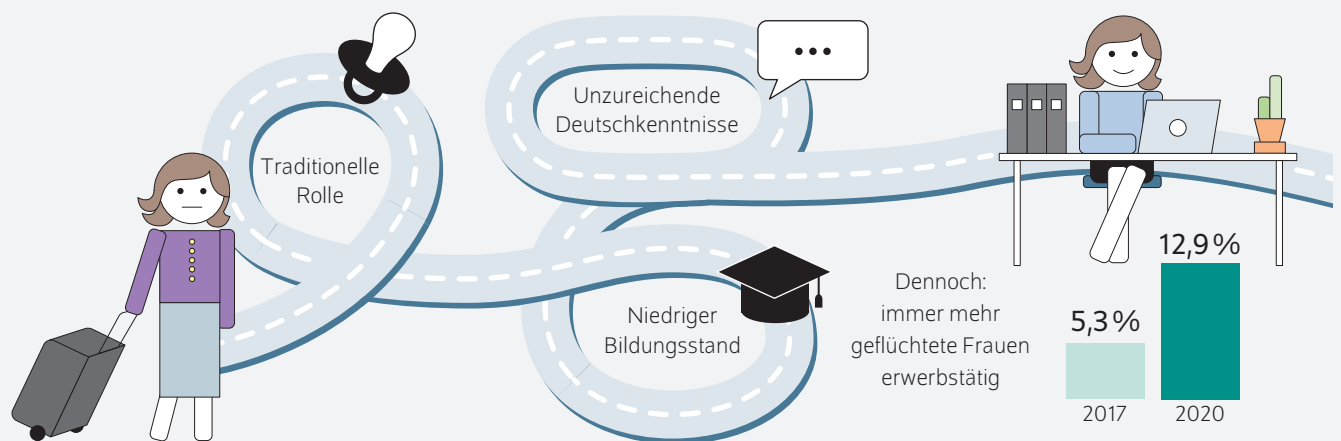 Traditionelle
Rolle
Unzureichende
Deutschkenntnisse
Niedriger
Bildungsstand
Dennoch:
immer mehr
geflüchtete Frauen
erwerbstätig
5,3 %
12,9 %
2017
2020